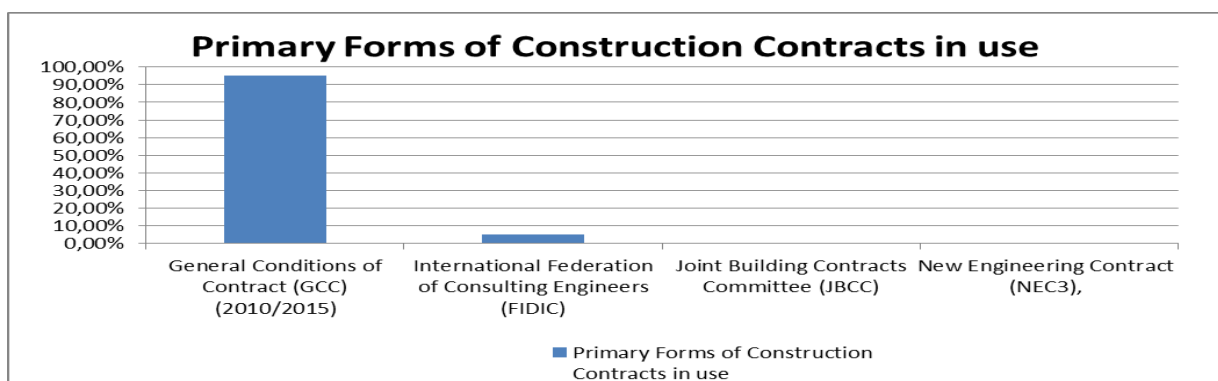 Primary Forms of Construction Contracts in use
100,00%
90,00%
80,00%
70,00%
60,00%
50,00%
40,00%
30,00%
20,00%
10,00%
0,00%
General Conditions of
Contract (GCC)
(2010/2015)
International Federation
of Consulting Engineers
(FIDIC)
Joint Building Contracts
Committee (JBCC)
New Engineering Contract
(NEC3),
Primary Forms of Construction
Contracts in use